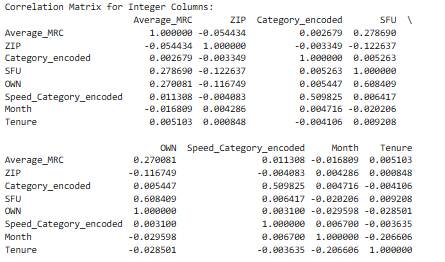 Correlation Matrix for Integer Columns:
Average_MRC ZIP Category_encoded SFU \
Average_MRC 1.000000 -0.054434 0.002679 0.278690
ZIP -0.054434 1.000000 -0.003349 -0.122637
Category_encoded 0.002679 -0.003349 1.000000 0.005263
SFU 0.278690 -0.122637 0.005263 1.000000
OWN 0.270081 -0.116749 0.005447 0.608409
Speed_Category_encoded 0.011308 -0.004083 0.509825 0.006417
Month -0.016809 0.004286 0.004716 -0.020206
Tenure 0.005103 0.000848 -0.004106 0.009208
OWN Speed_Category_encoded Month Tenure
Average_MRC 0.270081 0.011308 -0.016809 0.005103
ZIP -0.116749 -0.004083 0.004286 0.000848
Category_encoded 0.005447 0.509825 0.004716 -0.004106
SFU 0.608409 0.006417 -0.020206 0.009208
OWN 1.000000 0.003100 -0.029598 -0.028501
Speed_Category_encoded 0.003100 1.000000 0.006700 -0.003635
Month -0.029598 0.006700 1.000000 -0.206606
Tenure -0.028501 -0.003635 -0.206606 1.000000